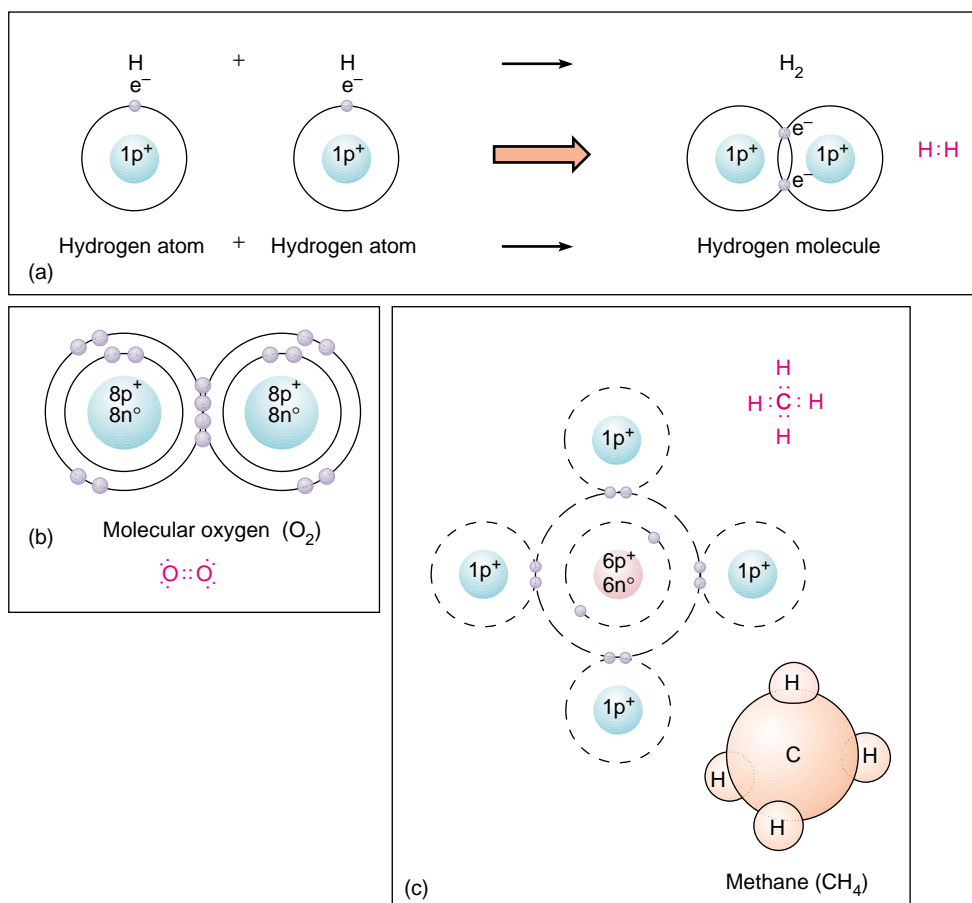 H + H → H₂
e⁻ e⁻
1p⁺ 1p⁺ 1p⁺ e⁻ 1p⁺ H:H
e⁻
Hydrogen atom + Hydrogen atom → Hydrogen molecule
(a)
8p⁺ 8p⁺
8n° 8n°
(b)
Molecular oxygen (O₂)
O::O
H
H:C:H
H
1p⁺
1p⁺ 6p⁺ 1p⁺
6n°
1p⁺
H
C
H H
H
(c)
Methane (CH₄)